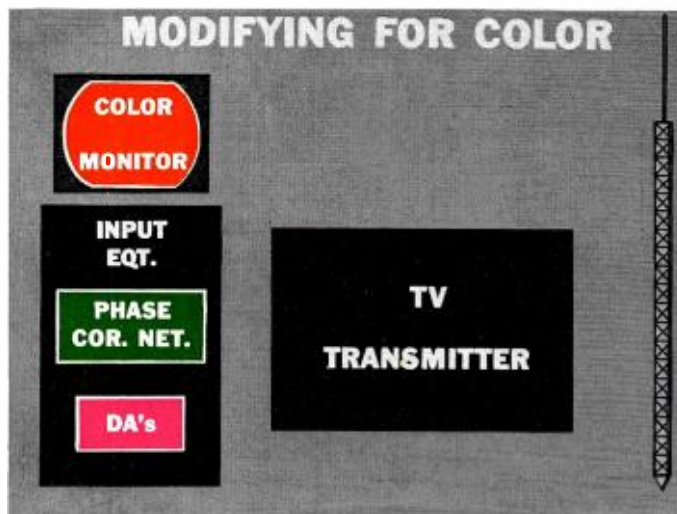 MODIFYING FOR COLOR
COLOR
MONITOR
INPUT
EQT.
PHASE
COR. NET.
DA's
TV
TRANSMITTER